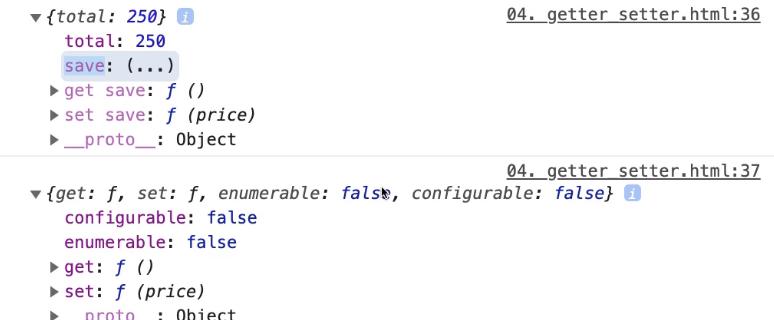 {total: 250} i 04. getter setter.html:36
total: 250
save: (...)
get save: ƒ ()
set save: ƒ (price)
__proto__: Object
04. getter setter.html:37
{get: ƒ, set: ƒ, enumerable: false, configurable: false} i
configurable: false
enumerable: false
get: ƒ ()
set: ƒ (price)
__proto__: Object